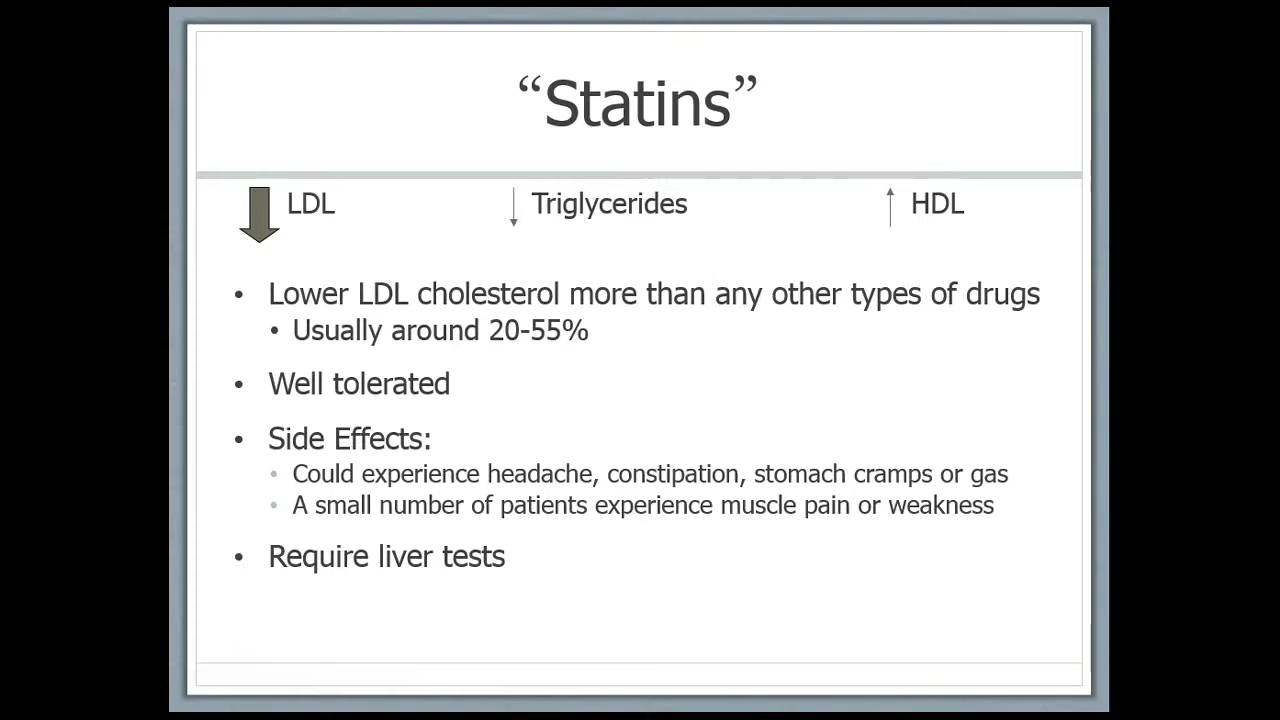 “Statins”
LDL Triglycerides HDL
• Lower LDL cholesterol more than any other types of drugs
• Usually around 20-55%
• Well tolerated
• Side Effects:
• Could experience headache, constipation, stomach cramps or gas
• A small number of patients experience muscle pain or weakness
• Require liver tests